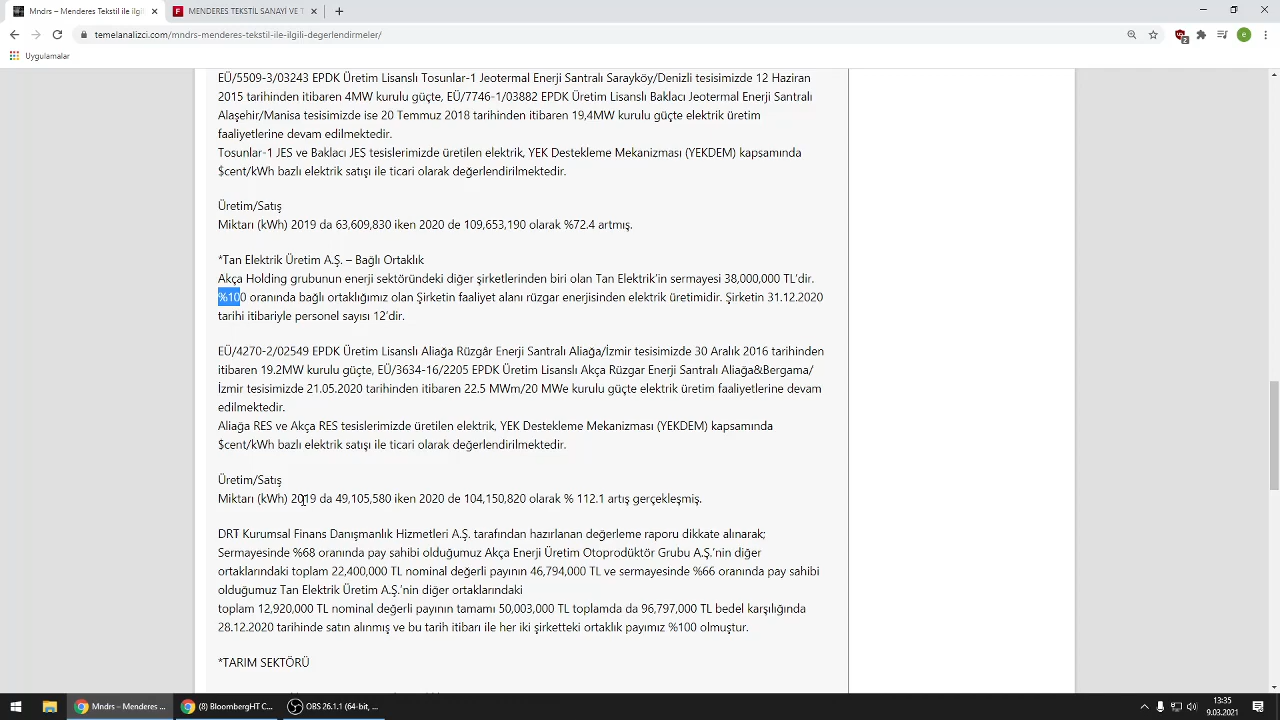 Mndrs – Menderes Tekstil ile ilgil
MENDERES TEKSTİL SANAYİ VE T
temelanalizci.com/mndrs-menderes-tekstil-ile-ilgili-degerlendirmeler/
2
e
Uygulamalar
EÜ/5509-3/03243 EPDK Üretim Lisanslı Tosunlar-1 Jeotermal Enerji Santralı Sarayköy/Denizli tesisimizde 12 Haziran
2015 tarihinden itibaren 4MW kurulu güçte, EÜ/7746-1/03882 EPDK Üretim Lisanslı Baklacı Jeotermal Enerji Santralı
Alaşehir/Manisa tesisimizde ise 20 Temmuz 2018 tarihinden itibaren 19,4MW kurulu güçte elektrik üretim
faaliyetlerine devam edilmektedir.
Tosunlar-1 JES ve Baklacı JES tesislerimizde üretilen elektrik, YEK Destekleme Mekanizması (YEKDEM) kapsamında
$cent/kWh bazlı elektrik satışı ile ticari olarak değerlendirilmektedir.
Üretim/Satış
Miktarı (kWh) 2019 da 63,609,830 iken 2020 de 109,653,190 olarak %72.4 artmış.
*Tan Elektrik Üretim A.Ş. – Bağlı Ortaklık
Akça Holding grubunun enerji sektöründeki diğer şirketlerinden biri olan Tan Elektrik'in sermayesi 38,000,000 TL'dir.
%100 oranında bağlı ortaklığımız olan Şirketin faaliyet alanı rüzgar enerjisinden elektrik üretimidir. Şirketin 31.12.2020
tarihi itibariyle personel sayısı 12'dir.
EÜ/4270-2/02549 EPDK Üretim Lisanslı Aliağa Rüzgâr Enerji Santralı Aliağa/İzmir tesisimizde 30 Aralık 2016 tarihinden
itibaren 19.2MW kurulu güçte, EÜ/3634-16/2205 EPDK Üretim Lisanslı Akça Rüzgar Enerji Santralı Aliağa&Bergama/
İzmir tesisimizde 21.05.2020 tarihinden itibaren 22.5 MWm/20 MWe kurulu güçte elektrik üretim faaliyetlerine devam
edilmektedir.
Aliağa RES ve Akça RES tesislerimizde üretilen elektrik, YEK Destekleme Mekanizması (YEKDEM) kapsamında
$cent/kWh bazlı elektrik satışı ile ticari olarak değerlendirilmektedir.
Üretim/Satış
Miktarı (kWh) 2019 da 49,105,580 iken 2020 de 104,150,820 olarak % 112.1 artış gerçekleşmiş.
DRT Kurumsal Finans Danışmanlık Hizmetleri A.Ş. tarafından hazırlanan değerleme raporu dikkate alınarak;
Sermayesinde %68 oranında pay sahibi olduğumuz Akça Enerji Üretim Otoprodüktör Grubu A.Ş.'nin diğer
ortaklarındaki toplam 22,400,000 TL nominal değerli payının 46,794,000 TL ve sermayesinde %66 oranında pay sahibi
olduğumuz Tan Elektrik Üretim A.Ş.'nin diğer ortaklarındaki
toplam 12,920,000 TL nominal değerli payının tamamı 50,003,000 TL toplamda da 96,797,000 TL bedel karşılığında
28.12.2020 tarihinde satın alınmış ve bu tarih itibarı ile her iki şirketteki ortaklık payımız %100 olmuştur.
*TARIM SEKTÖRÜ
Mndrs – Menderes ...
(8) BloombergHT C...
OBS 26.1.1 (64-bit, ...
13:35
9.03.2021